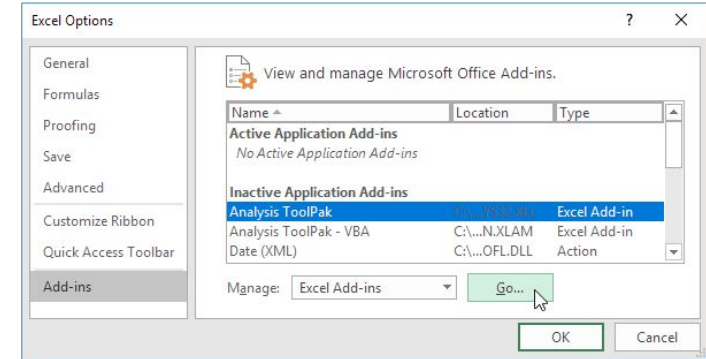 Excel Options ? ×
General
Formulas
Proofing
Save
Advanced
Customize Ribbon
Quick Access Toolbar
Add-ins
View and manage Microsoft Office Add-ins.
Name Location Type
Active Application Add-ins
No Active Application Add-ins
Inactive Application Add-ins
Analysis ToolPak Excel Add-in
Analysis ToolPak - VBA C:\...N.XLAM Excel Add-in
Date (XML) C:\...OFL.DLL Action
Manage: Excel Add-ins Go...
OK Cancel